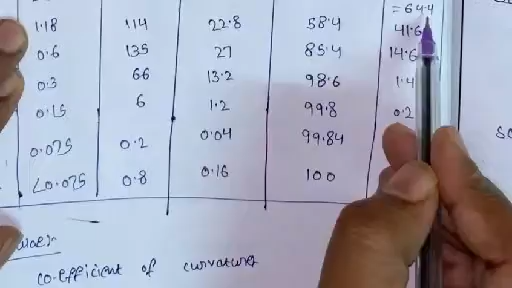 = 64.4
1.18 114 22.8 58.4 41.6
0.6 135 27 85.4 14.6
0.3 66 13.2 98.6 1.4
0.15 6 1.2 99.8 0.2
0.075 0.2 0.04 99.84
<0.075 0.8 0.16 100
co-efficient of curvature